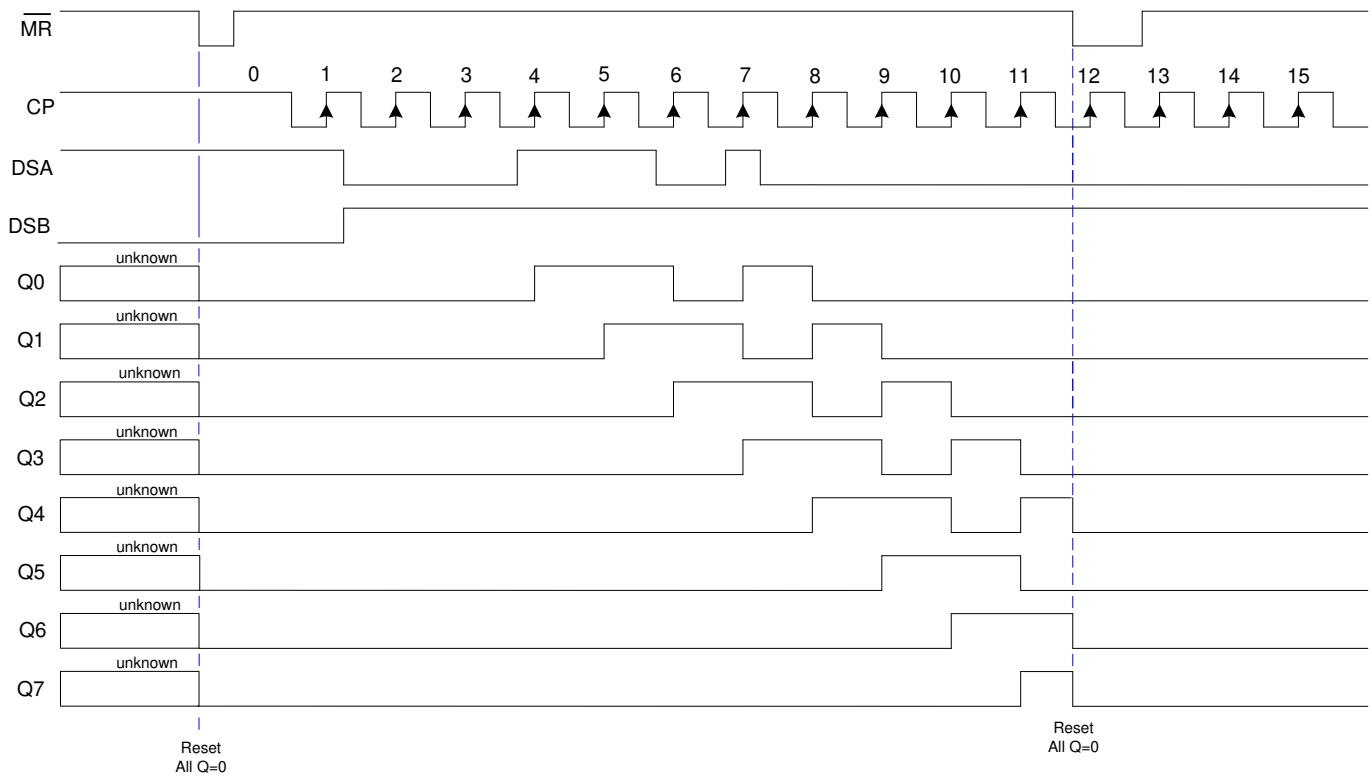 MR
0 1 2 3 4 5 6 7 8 9 10 11 12 13 14 15
CP
DSA
DSB
unknown
Q0
unknown
Q1
unknown
Q2
unknown
Q3
unknown
Q4
unknown
Q5
unknown
Q6
unknown
Q7
Reset
All Q=0
Reset
All Q=0